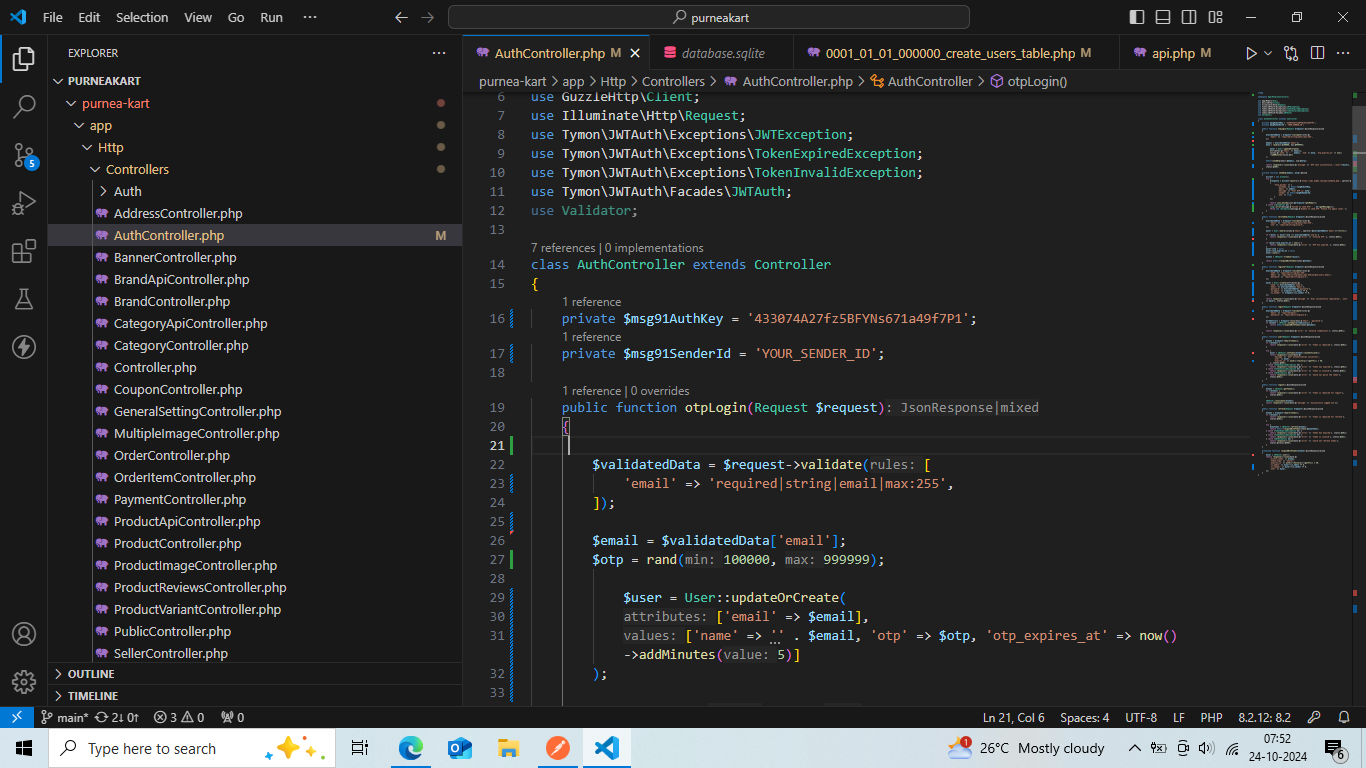 File Edit Selection View Go Run ···
purneakart
EXPLORER ···
PURNEAKART
purnea-kart
app
Http
Controllers
Auth
AddressController.php
AuthController.php M
BannerController.php
BrandApiController.php
BrandController.php
CategoryApiController.php
CategoryController.php
Controller.php
CouponController.php
GeneralSettingController.php
MultipleImageController.php
OrderController.php
OrderItemController.php
PaymentController.php
ProductApiController.php
ProductController.php
ProductImageController.php
ProductReviewsController.php
ProductVariantController.php
PublicController.php
SellerController.php
OUTLINE
TIMELINE
5
AuthController.php M database.sqlite 0001_01_01_000000_create_users_table.php M api.php M ···
purnea-kart > app > Http > Controllers > AuthController.php > AuthController > otpLogin()
6 use GuzzleHttp\Client;
7 use Illuminate\Http\Request;
8 use Tymon\JWTAuth\Exceptions\JWTException;
9 use Tymon\JWTAuth\Exceptions\TokenExpiredException;
10 use Tymon\JWTAuth\Exceptions\TokenInvalidException;
11 use Tymon\JWTAuth\Facades\JWTAuth;
12 use Validator;
13
7 references | 0 implementations
14 class AuthController extends Controller
15 {
1 reference
16 private $msg91AuthKey = '433074A27fz5BFYNs671a49f7P1';
1 reference
17 private $msg91SenderId = 'YOUR_SENDER_ID';
18
1 reference | 0 overrides
19 public function otpLogin(Request $request): JsonResponse|mixed
20 {
21
22 $validatedData = $request->validate(rules: [
23 'email' => 'required|string|email|max:255',
24 ]);
25
26 $email = $validatedData['email'];
27 $otp = rand(min: 100000, max: 999999);
28
29 $user = User::updateOrCreate(
30 attributes: ['email' => $email],
31 values: ['name' => '' . $email, 'otp' => $otp, 'otp_expires_at' => now()
->addMinutes(value: 5)]
32 );
33
main* 2↓ 0↑ 3 0 0 Ln 21, Col 6 Spaces: 4 UTF-8 LF PHP 8.2.12: 8.2
Type here to search 1 26°C Mostly cloudy 07:52
24-10-2024 6